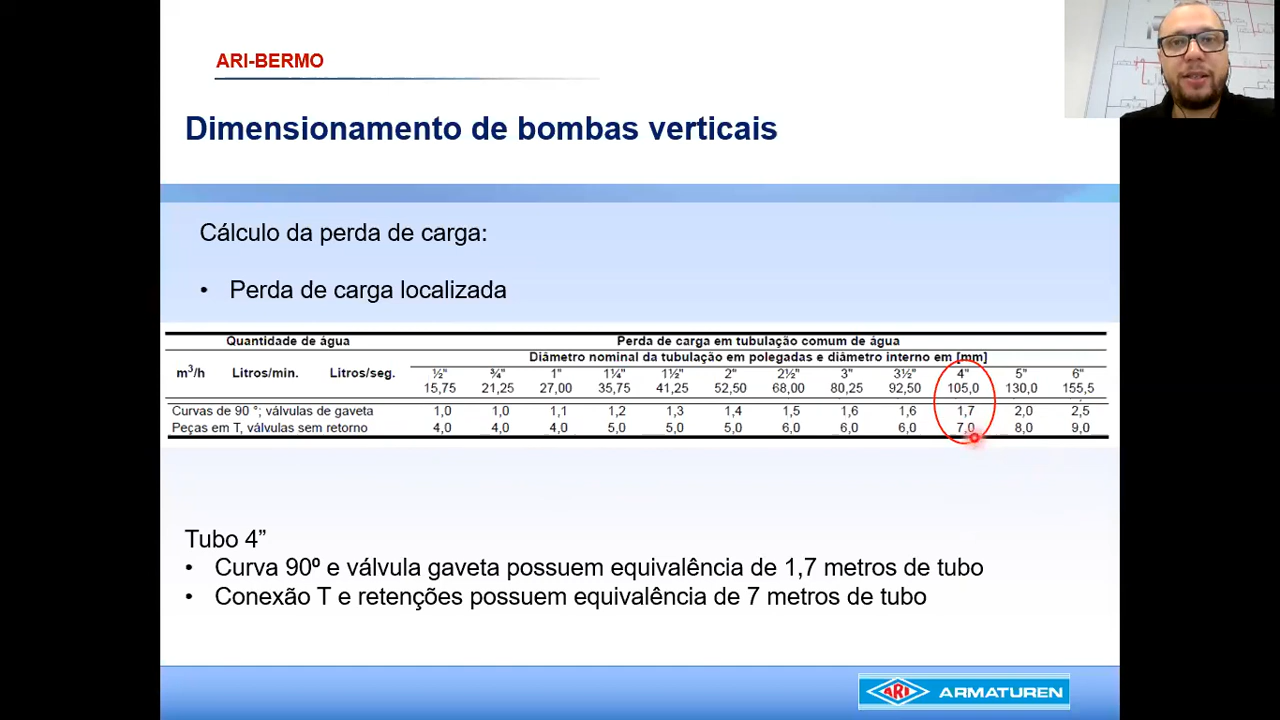 ARI-BERMO
Dimensionamento de bombas verticais
Cálculo da perda de carga:
• Perda de carga localizada
Quantidade de água Perda de carga em tubulação comum de água
Diâmetro nominal da tubulação em polegadas e diâmetro interno em [mm]
m³/h Litros/min. Litros/seg. ½" ¾" 1" 1¼" 1½" 2" 2½" 3" 3½" 4" 5" 6"
15,75 21,25 27,00 35,75 41,25 52,50 68,00 80,25 92,50 105,0 130,0 155,5
Curvas de 90 °; válvulas de gaveta 1,0 1,0 1,1 1,2 1,3 1,4 1,5 1,6 1,6 1,7 2,0 2,5
Peças em T, válvulas sem retorno 4,0 4,0 4,0 5,0 5,0 5,0 6,0 6,0 6,0 7,0 8,0 9,0
Tubo 4”
• Curva 90º e válvula gaveta possuem equivalência de 1,7 metros de tubo
• Conexão T e retenções possuem equivalência de 7 metros de tubo
ARI ARMATUREN